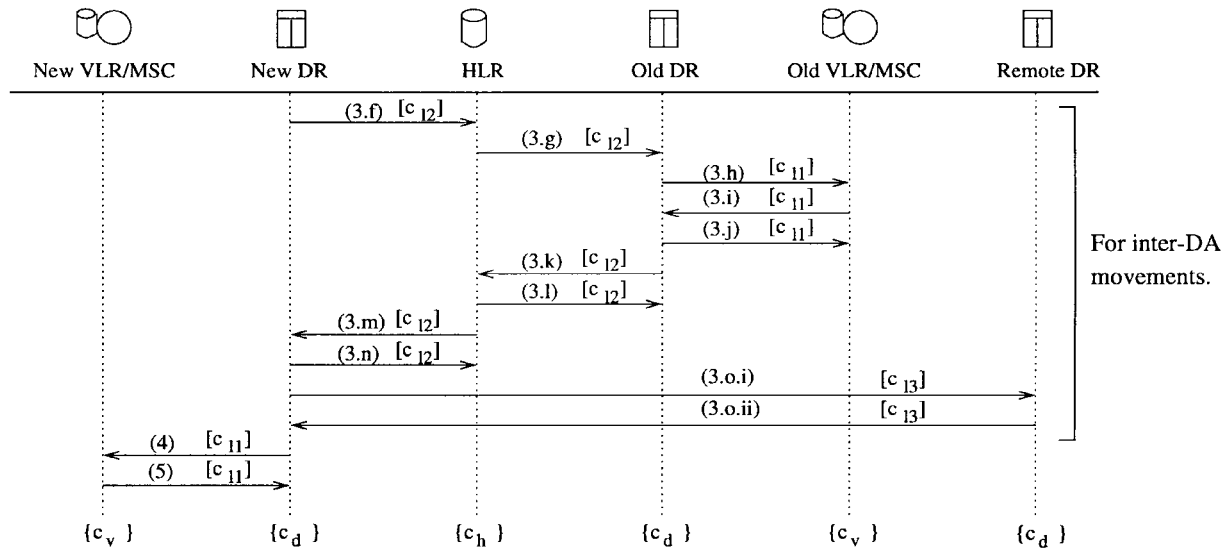 New VLR/MSC New DR HLR Old DR Old VLR/MSC Remote DR
(3.f) [c l2]
(3.g) [c l2]
(3.h) [c l1]
(3.i) [c l1]
(3.j) [c l1]
(3.k) [c l2]
(3.l) [c l2]
(3.m) [c l2]
(3.n) [c l2]
(3.o.i) [c l3]
(3.o.ii) [c l3]
(4) [c l1]
(5) [c l1]
For inter-DA
movements.
{c v } {c d } {c h } {c d } {c v } {c d }